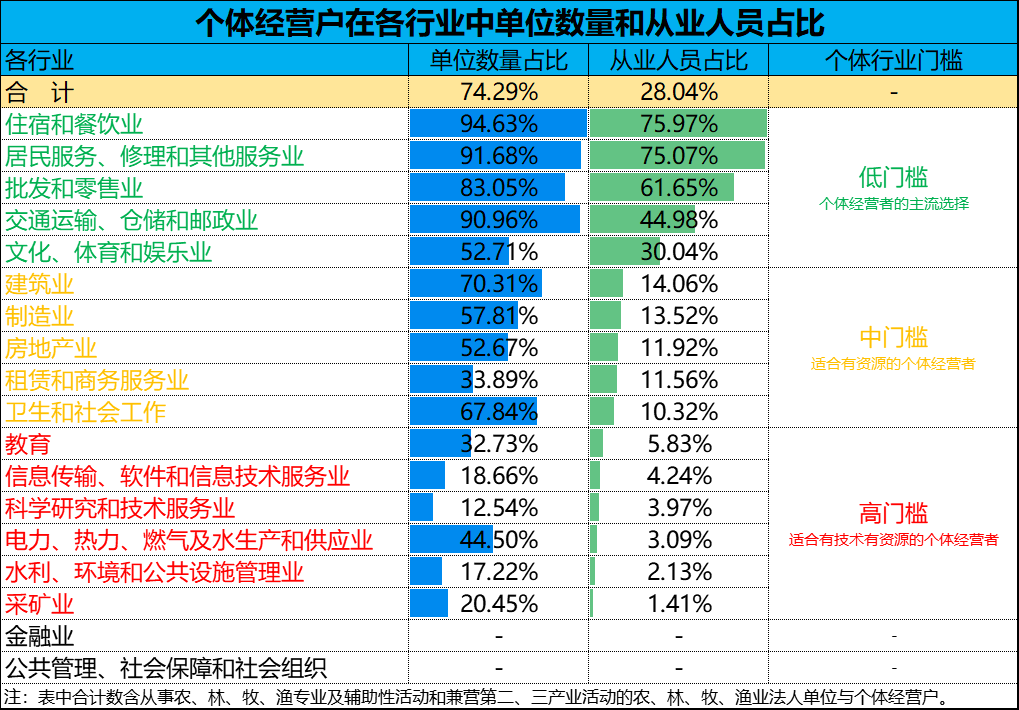 个体经营户在各行业中单位数量和从业人员占比
各行业 单位数量占比 从业人员占比 个体行业门槛
合 计 74.29% 28.04% -
住宿和餐饮业 94.63% 75.97%
居民服务、修理和其他服务业 91.68% 75.07%
批发和零售业 83.05% 61.65%
低门槛
个体经营者的主流选择
交通运输、仓储和邮政业 90.96% 44.98%
文化、体育和娱乐业 52.71% 30.04%
建筑业 70.31% 14.06%
制造业 57.81% 13.52%
房地产业 52.67% 11.92%
中门槛
适合有资源的个体经营者
租赁和商务服务业 33.89% 11.56%
卫生和社会工作 67.84% 10.32%
教育 32.73% 5.83%
信息传输、软件和信息技术服务业 18.66% 4.24%
科学研究和技术服务业 12.54% 3.97%
高门槛
适合有技术有资源的个体经营者
电力、热力、燃气及水生产和供应业 44.50% 3.09%
水利、环境和公共设施管理业 17.22% 2.13%
采矿业 20.45% 1.41%
金融业 - - -
公共管理、社会保障和社会组织 - - -
注：表中合计数含从事农、林、牧、渔专业及辅助性活动和兼营第二、三产业活动的农、林、牧、渔业法人单位与个体经营户。